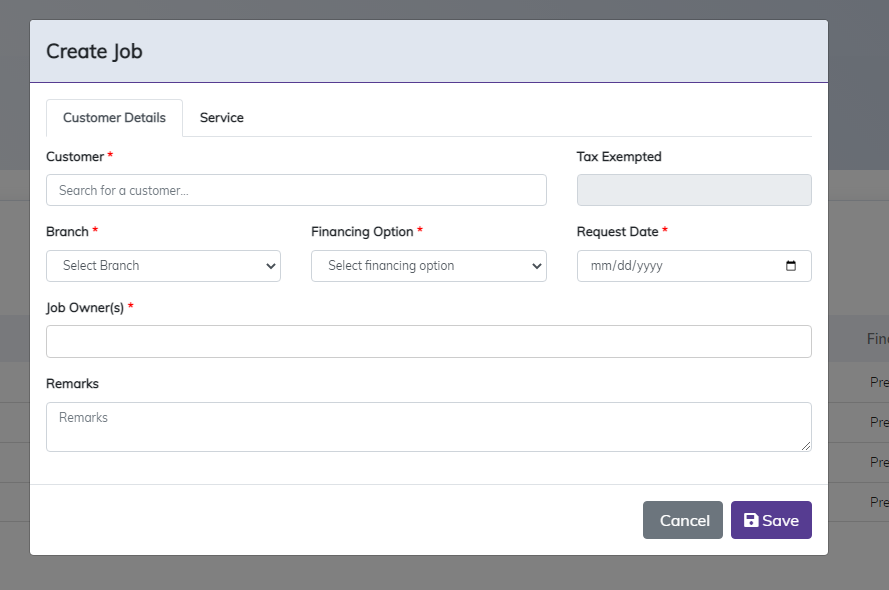 Create Job
Customer Details Service
Customer * Tax Exempted
Search for a customer...
Branch * Financing Option * Request Date *
Select Branch Select financing option mm/dd/yyyy
Job Owner(s) *
Fin
Remarks
Pre
Remarks
Pre
Pre
Pre
Cancel Save